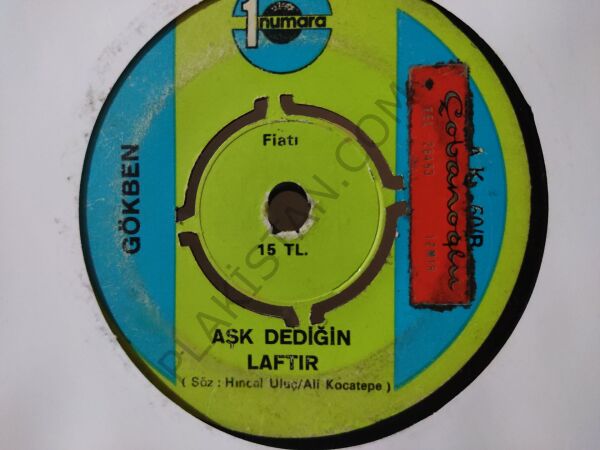 1 numara
GÖKBEN
Fiatı
15 TL.
AŞK DEDİĞİN
LAFTIR
( Söz : Hıncal Uluç/Ali Kocatepe )
Çobanoğlu
İZMİR
PLAKİSTAN.COM